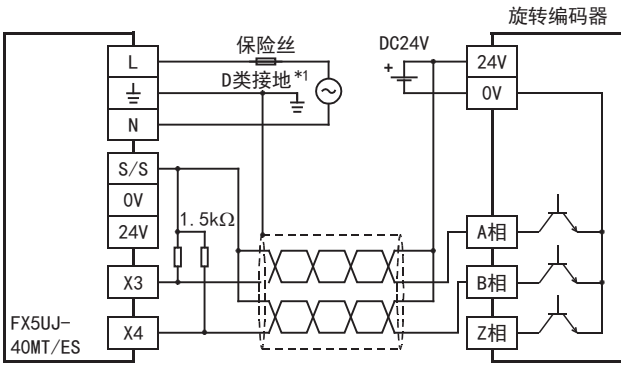 旋转编码器
保险丝
DC24V
L
24V
D类接地*1
+
0V
N
S/S
0V
24V
1.5kΩ
A相
X3
B相
FX5UJ-
40MT/ES
X4
Z相